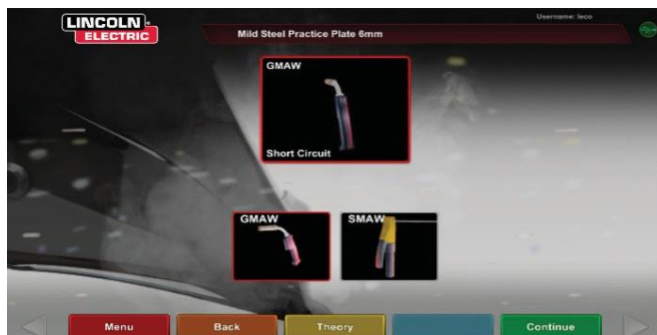 Username: leco
LINCOLN
ELECTRIC
Mild Steel Practice Plate 6mm
GMAW
Short Circuit
GMAW
SMAW
Menu
Back
Theory
Continue